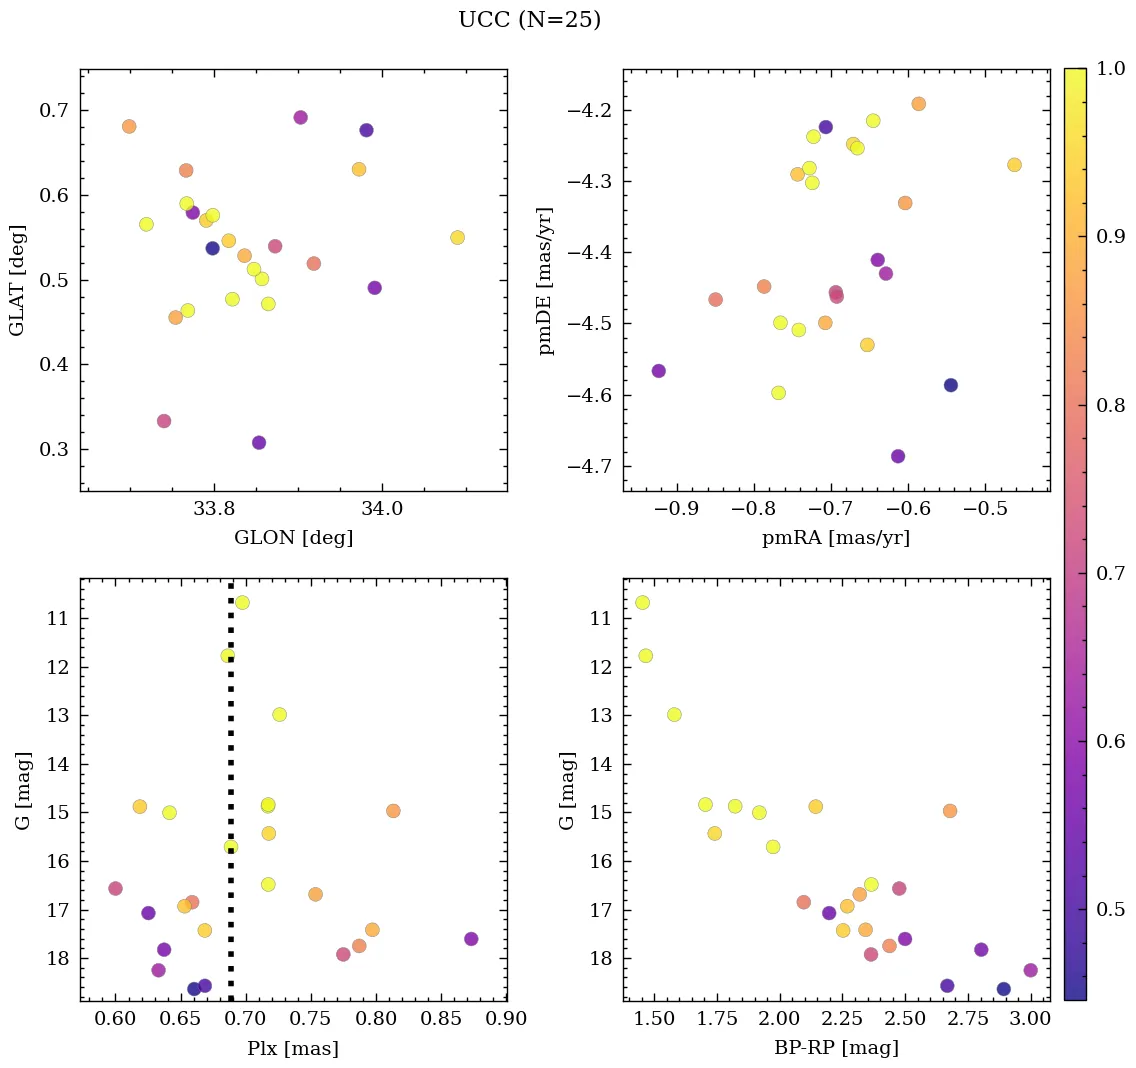 UCC (N=25)
0.7
0.6
0.5
0.4
0.3
GLAT [deg]
33.8 34.0
GLON [deg]
−4.2
−4.3
−4.4
−4.5
−4.6
−4.7
pmDE [mas/yr]
−0.9 −0.8 −0.7 −0.6 −0.5
pmRA [mas/yr]
1.0
0.9
0.8
0.7
0.6
0.5
11
12
13
14
15
16
17
18
G [mag]
0.60 0.65 0.70 0.75 0.80 0.85 0.90
Plx [mas]
11
12
13
14
15
16
17
18
G [mag]
1.50 1.75 2.00 2.25 2.50 2.75 3.00
BP-RP [mag]